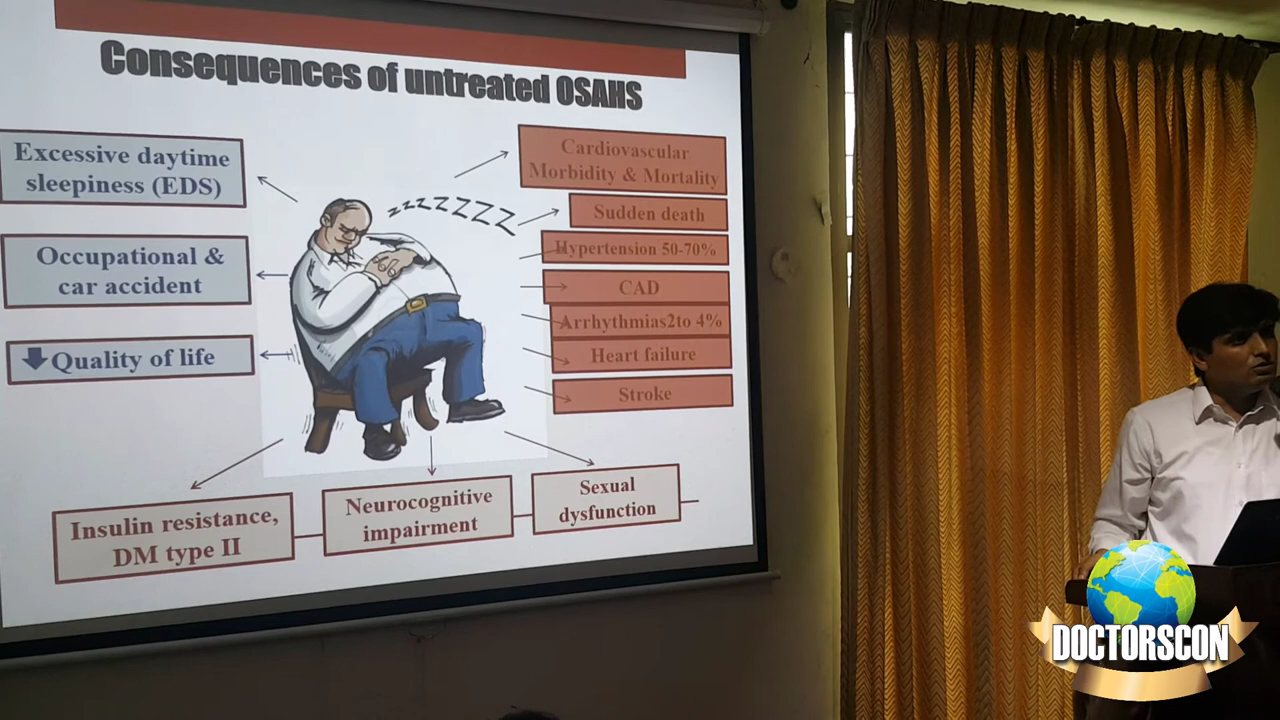 Consequences of untreated OSAHS
Excessive daytime
sleepiness (EDS)
Occupational &
car accident
Quality of life
zzzZZZZZ
Cardiovascular
Morbidity & Mortality
Sudden death
Hypertension 50-70%
CAD
Arrhythmias2to 4%
Heart failure
Stroke
Insulin resistance,
DM type II
Neurocognitive
impairment
Sexual
dysfunction
DOCTORSCON